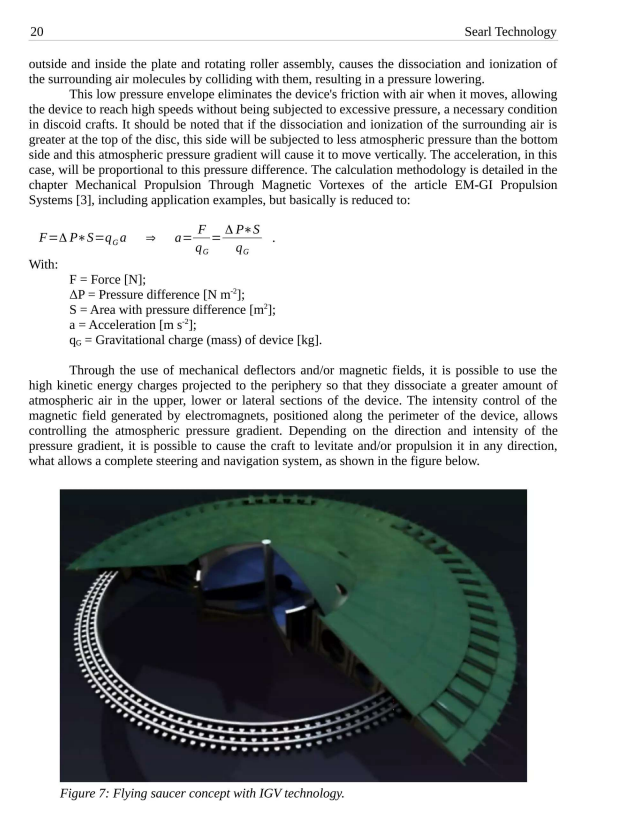 20 Searl Technology
outside and inside the plate and rotating roller assembly, causes the dissociation and ionization of
the surrounding air molecules by colliding with them, resulting in a pressure lowering.
This low pressure envelope eliminates the device's friction with air when it moves, allowing
the device to reach high speeds without being subjected to excessive pressure, a necessary condition
in discoid crafts. It should be noted that if the dissociation and ionization of the surrounding air is
greater at the top of the disc, this side will be subjected to less atmospheric pressure than the bottom
side and this atmospheric pressure gradient will cause it to move vertically. The acceleration, in this
case, will be proportional to this pressure difference. The calculation methodology is detailed in the
chapter Mechanical Propulsion Through Magnetic Vortexes of the article EM-GI Propulsion
Systems [3], including application examples, but basically is reduced to:
F=Δ P∗S=q_G a ⇒ a=F/q_G=Δ P∗S/q_G .
With:
F = Force [N];
ΔP = Pressure difference [N m⁻²];
S = Area with pressure difference [m²];
a = Acceleration [m s⁻²];
q_G = Gravitational charge (mass) of device [kg].
Through the use of mechanical deflectors and/or magnetic fields, it is possible to use the
high kinetic energy charges projected to the periphery so that they dissociate a greater amount of
atmospheric air in the upper, lower or lateral sections of the device. The intensity control of the
magnetic field generated by electromagnets, positioned along the perimeter of the device, allows
controlling the atmospheric pressure gradient. Depending on the direction and intensity of the
pressure gradient, it is possible to cause the craft to levitate and/or propulsion it in any direction,
what allows a complete steering and navigation system, as shown in the figure below.
Figure 7: Flying saucer concept with IGV technology.